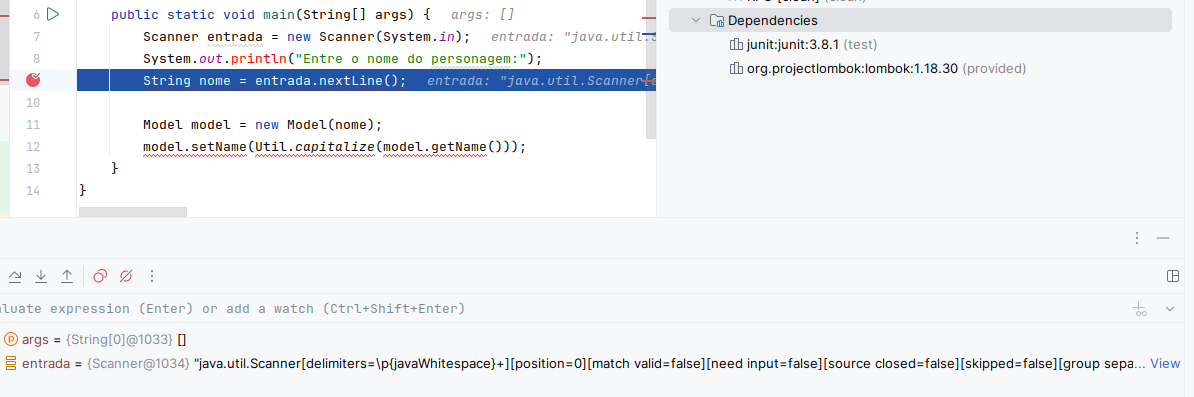 6 public static void main(String[] args) { args: []
7 Scanner entrada = new Scanner(System.in); entrada: "java.util.S
8 System.out.println("Entre o nome do personagem:");
String nome = entrada.nextLine(); entrada: "java.util.Scanner[
10
11 Model model = new Model(nome);
12 model.setName(Util.capitalize(model.getName()));
13 }
14 }
Dependencies
junit:junit:3.8.1 (test)
org.projectlombok:lombok:1.18.30 (provided)
aluate expression (Enter) or add a watch (Ctrl+Shift+Enter)
P args = {String[0]@1033} []
entrada = {Scanner@1034} "java.util.Scanner[delimiters=\p{javaWhitespace}+][position=0][match valid=false][need input=false][source closed=false][skipped=false][group sepa... View